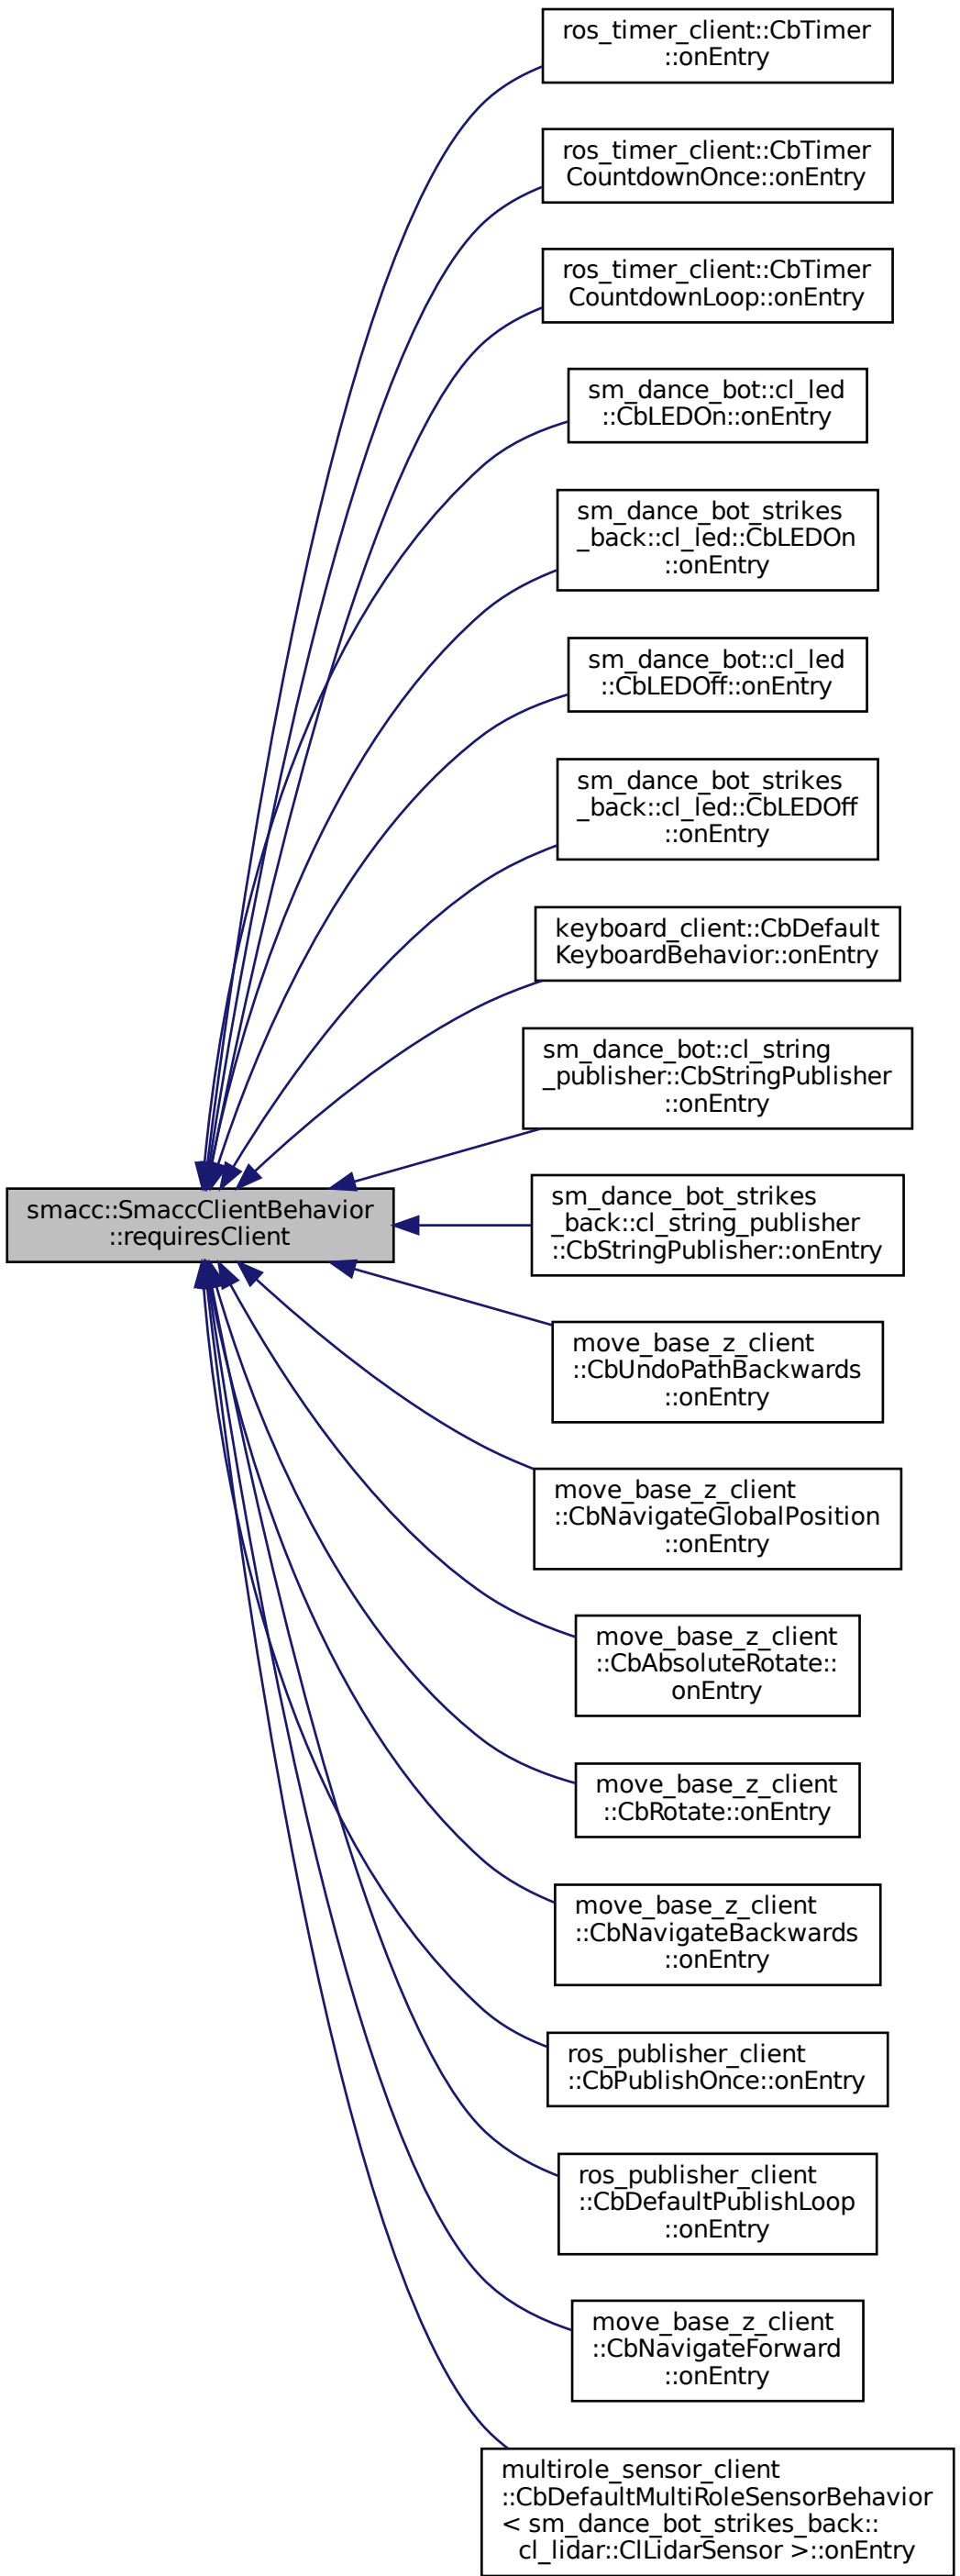 ros_timer_client::CbTimer
::onEntry
ros_timer_client::CbTimer
CountdownOnce::onEntry
ros_timer_client::CbTimer
CountdownLoop::onEntry
sm_dance_bot::cl_led
::CbLEDOn::onEntry
sm_dance_bot_strikes
_back::cl_led::CbLEDOn
::onEntry
sm_dance_bot::cl_led
::CbLEDOff::onEntry
sm_dance_bot_strikes
_back::cl_led::CbLEDOff
::onEntry
keyboard_client::CbDefault
KeyboardBehavior::onEntry
sm_dance_bot::cl_string
_publisher::CbStringPublisher
::onEntry
smacc::SmaccClientBehavior
::requiresClient
sm_dance_bot_strikes
_back::cl_string_publisher
::CbStringPublisher::onEntry
move_base_z_client
::CbUndoPathBackwards
::onEntry
move_base_z_client
::CbNavigateGlobalPosition
::onEntry
move_base_z_client
::CbAbsoluteRotate::
onEntry
move_base_z_client
::CbRotate::onEntry
move_base_z_client
::CbNavigateBackwards
::onEntry
ros_publisher_client
::CbPublishOnce::onEntry
ros_publisher_client
::CbDefaultPublishLoop
::onEntry
move_base_z_client
::CbNavigateForward
::onEntry
multirole_sensor_client
::CbDefaultMultiRoleSensorBehavior
< sm_dance_bot_strikes_back::
cl_lidar::ClLidarSensor >::onEntry